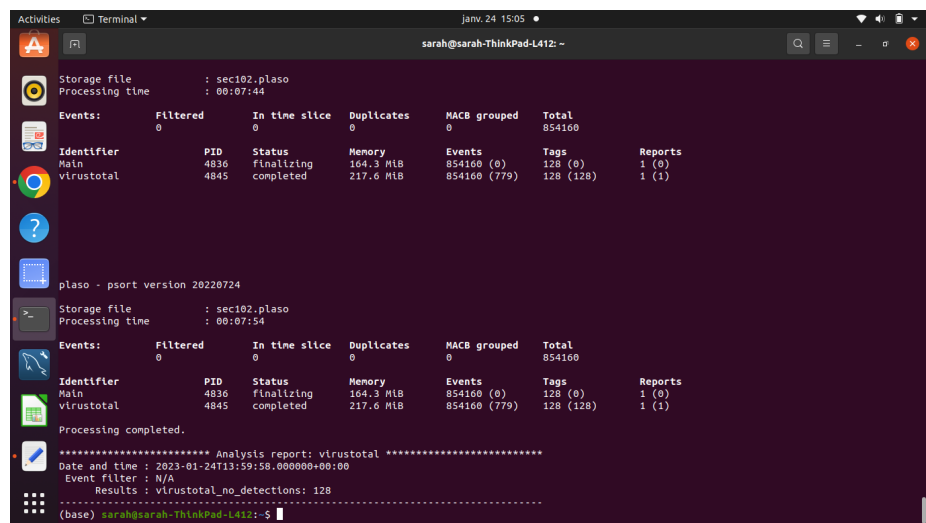 Activities Terminal janv. 24 15:05
sarah@sarah-ThinkPad-L412: ~
Storage file : sec102.plaso
Processing time : 00:07:44
Events: Filtered In time slice Duplicates MACB grouped Total
0 0 0 0 854160
Identifier PID Status Memory Events Tags Reports
Main 4836 finalizing 164.3 MiB 854160 (0) 128 (0) 1 (0)
virustotal 4845 completed 217.6 MiB 854160 (779) 128 (128) 1 (1)
plaso - psort version 20220724
Storage file : sec102.plaso
Processing time : 00:07:54
Events: Filtered In time slice Duplicates MACB grouped Total
0 0 0 0 854160
Identifier PID Status Memory Events Tags Reports
Main 4836 finalizing 164.3 MiB 854160 (0) 128 (0) 1 (0)
virustotal 4845 completed 217.6 MiB 854160 (779) 128 (128) 1 (1)
Processing completed.
************************* Analysis report: virustotal **************************
Date and time : 2023-01-24T13:59:58.000000+00:00
Event filter : N/A
Results : virustotal_no_detections: 128
--------------------------------------------------------------------------------
(base) sarah@sarah-ThinkPad-L412:~$